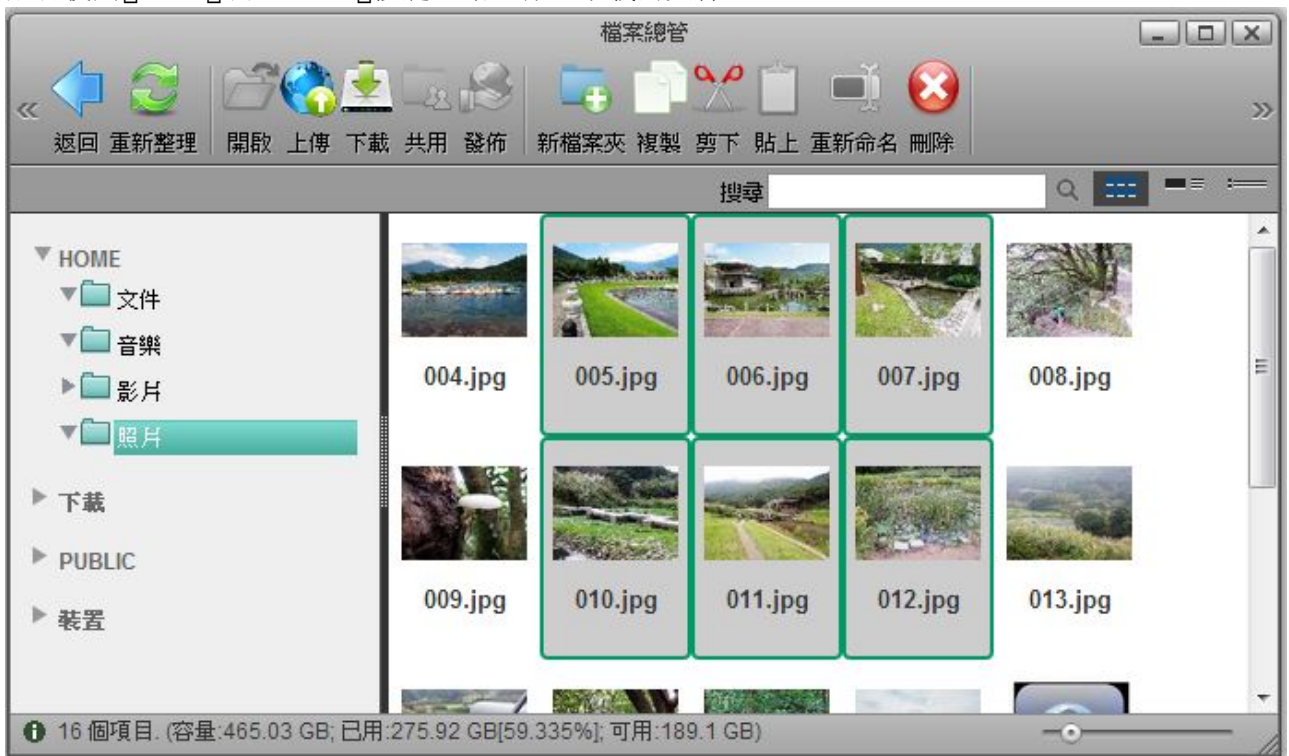 檔案總管
« 返回 重新整理 開啟 上傳 下載 共用 發佈 新檔案夾 複製 剪下 貼上 重新命名 刪除 »
搜尋
HOME
文件
音樂
影片
照片
下載
PUBLIC
裝置
004.jpg 005.jpg 006.jpg 007.jpg 008.jpg
009.jpg 010.jpg 011.jpg 012.jpg 013.jpg
16 個項目. (容量:465.03 GB; 已用:275.92 GB[59.335%]; 可用:189.1 GB)